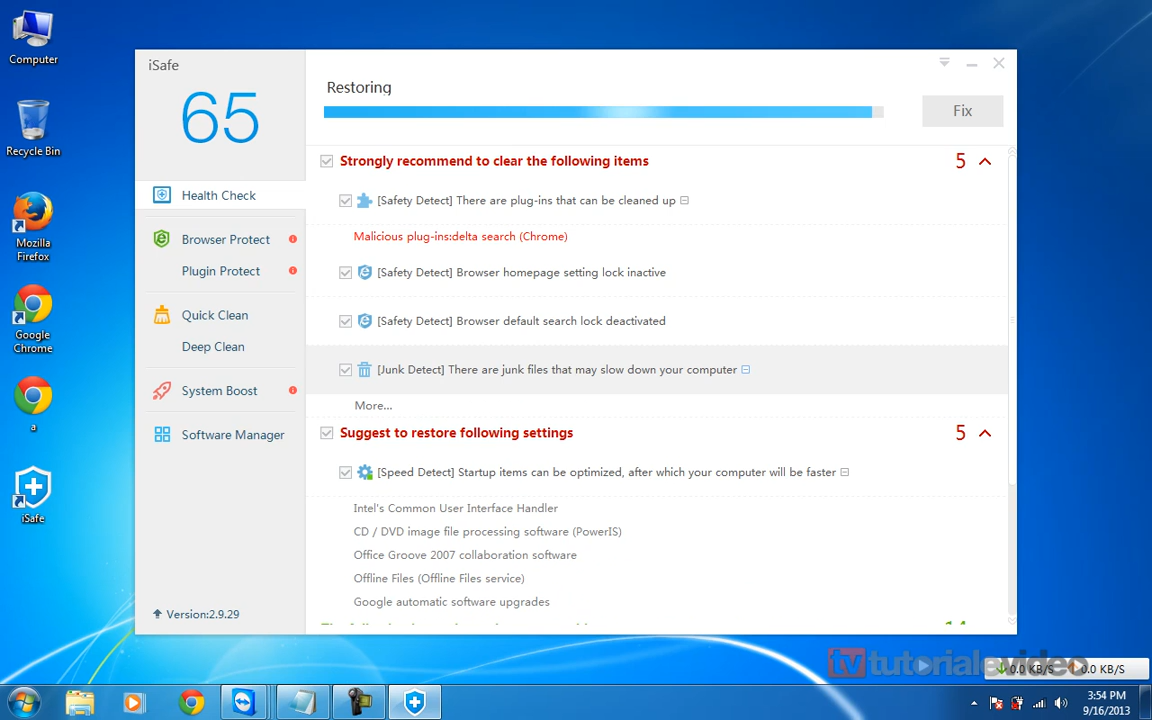 Computer
Recycle Bin
Mozilla
Firefox
Google
Chrome
a
iSafe
iSafe
65
Health Check
Browser Protect
Plugin Protect
Quick Clean
Deep Clean
System Boost
Software Manager
Version:2.9.29
Restoring
Fix
Strongly recommend to clear the following items
5
[Safety Detect] There are plug-ins that can be cleaned up
Malicious plug-ins:delta search (Chrome)
[Safety Detect] Browser homepage setting lock inactive
[Safety Detect] Browser default search lock deactivated
[Junk Detect] There are junk files that may slow down your computer
More...
Suggest to restore following settings
5
[Speed Detect] Startup items can be optimized, after which your computer will be faster
Intel's Common User Interface Handler
CD / DVD image file processing software (PowerIS)
Office Groove 2007 collaboration software
Offline Files (Offline Files service)
Google automatic software upgrades
tvtutorialevideo
0.0 KB/S
0.0 KB/S
3:54 PM
9/16/2013